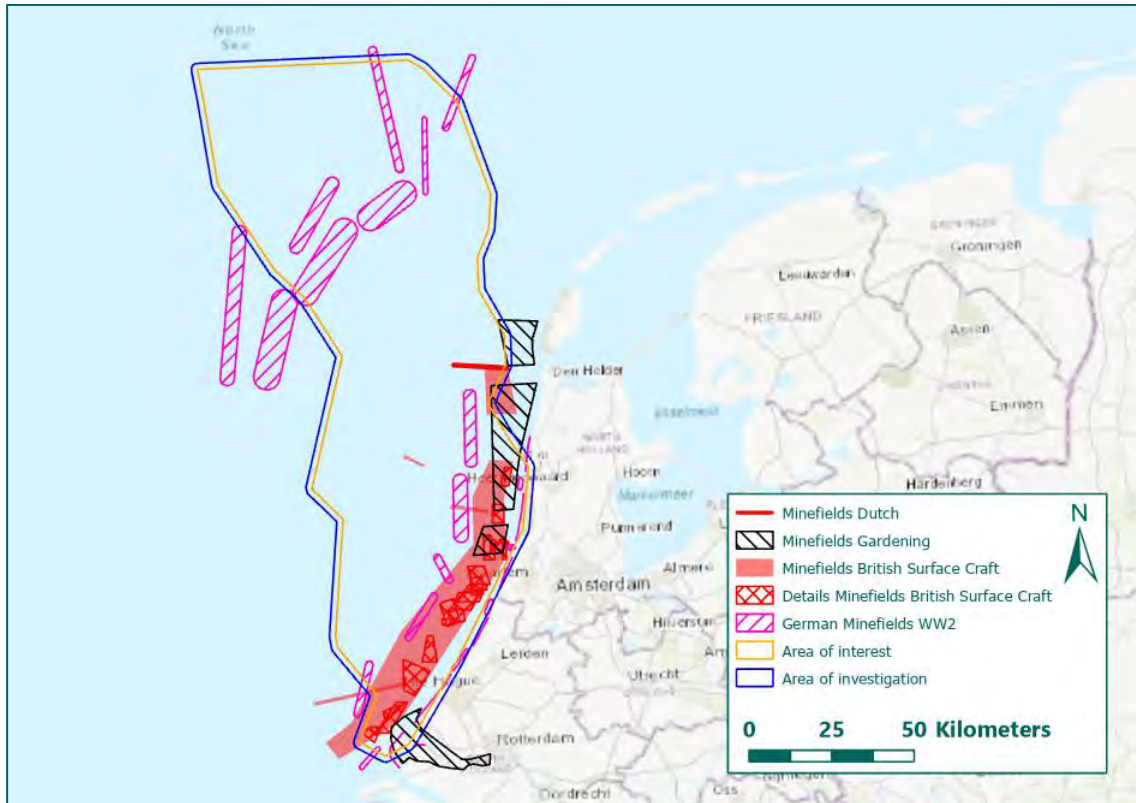 North
Sea
GRONINGEN
Groningen
Leeuwarden
FRIESLAND
Assen
Den Helder
Emmen
Hoorn
Hardenberg
Markermeer
Purmerend
Almere
Amsterdam
Hilversum
Leiden
Utrecht
Rotterdam
Dordrecht
Oss
N
Minefields Dutch
Minefields Gardening
Minefields British Surface Craft
Details Minefields British Surface Craft
German Minefields WW2
Area of interest
Area of investigation
0 25 50 Kilometers